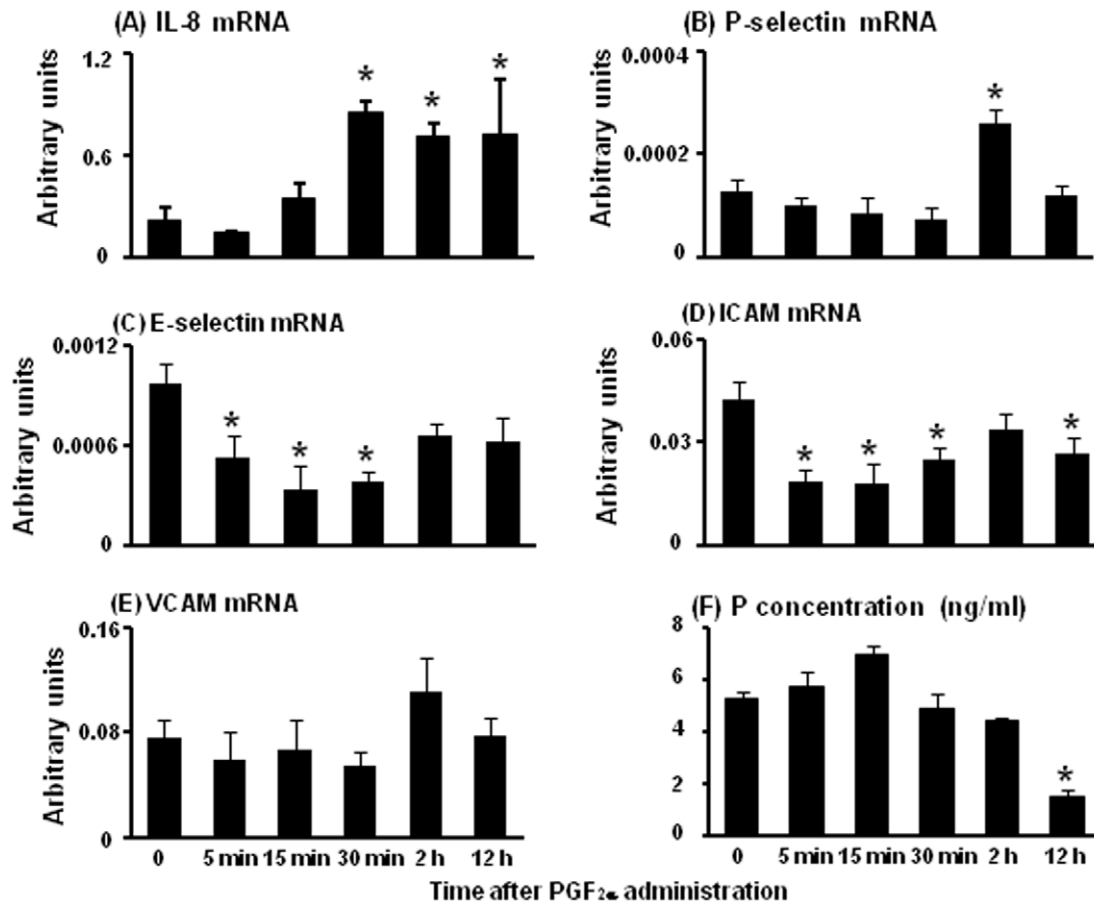 (A) IL-8 mRNA
Arbitrary units
1.2
0.6
0
*
*
*
(B) P-selectin mRNA
Arbitrary units
0.0004
0.0002
0
*
(C) E-selectin mRNA
Arbitrary units
0.0012
0.0006
0
*
*
*
(D) ICAM mRNA
Arbitrary units
0.06
0.03
0
*
*
*
*
(E) VCAM mRNA
Arbitrary units
0.16
0.08
0
0 5 min 15 min 30 min 2 h 12 h
(F) P concentration (ng/ml)
8
6
4
2
0
*
0 5 min 15 min 30 min 2 h 12 h
Time after PGF₂α administration